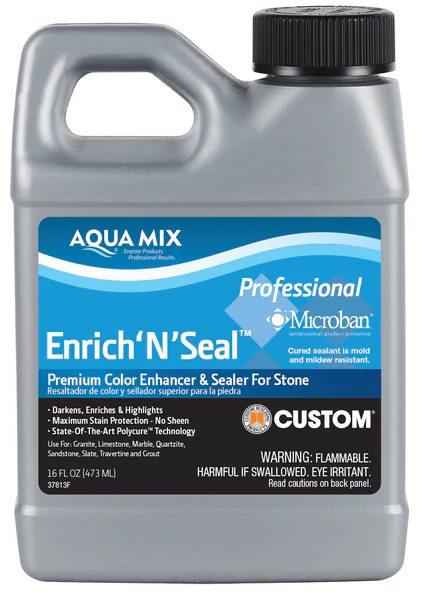 AQUA MIX®
Smarter Products.
Professional Results.
Professional
Microban®
antimicrobial product protection
Cured sealant is mold
and mildew resistant.
Enrich‘N’Seal™
Premium Color Enhancer & Sealer For Stone
Resaltador de color y sellador superior para la piedra
• Darkens, Enriches & Highlights
• Maximum Stain Protection - No Sheen
• State-Of-The-Art Polycure™ Technology
Use For: Granite, Limestone, Marble, Quartzite,
Sandstone, Slate, Travertine and Grout
CUSTOM®
16 FL OZ (473 ML)
37813F
WARNING: FLAMMABLE.
HARMFUL IF SWALLOWED. EYE IRRITANT.
Read cautions on back panel.